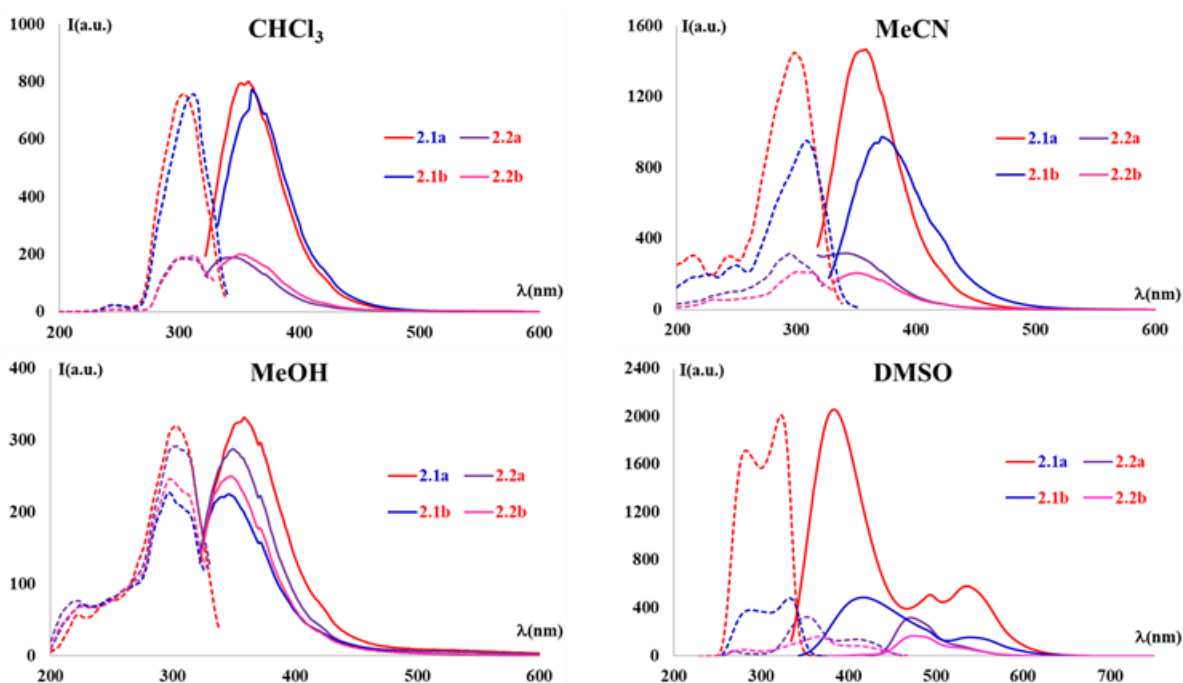 CHCl3
I(a.u.)
1000
800
600
400
200
0
200 300 400 500 600
λ(nm)
2.1a 2.2a
2.1b 2.2b
MeCN
I(a.u.)
1600
1200
800
400
0
200 300 400 500 600
λ(nm)
2.1a 2.2a
2.1b 2.2b
MeOH
I(a.u.)
400
300
200
100
0
200 300 400 500 600
λ(nm)
2.1a 2.2a
2.1b 2.2b
DMSO
I(a.u.)
2400
2000
1600
1200
800
400
0
200 300 400 500 600 700
λ(nm)
2.1a 2.2a
2.1b 2.2b